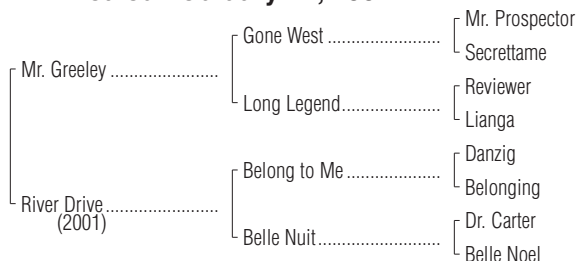 Mr. Prospector
Gone West ........................
Secrettame
Mr. Greeley ...........................
Reviewer
Long Legend......................
Lianga
Danzig
Belong to Me ......................
Belonging
River Drive............................
(2001)
Dr. Carter
Belle Nuit............................
Belle Noel